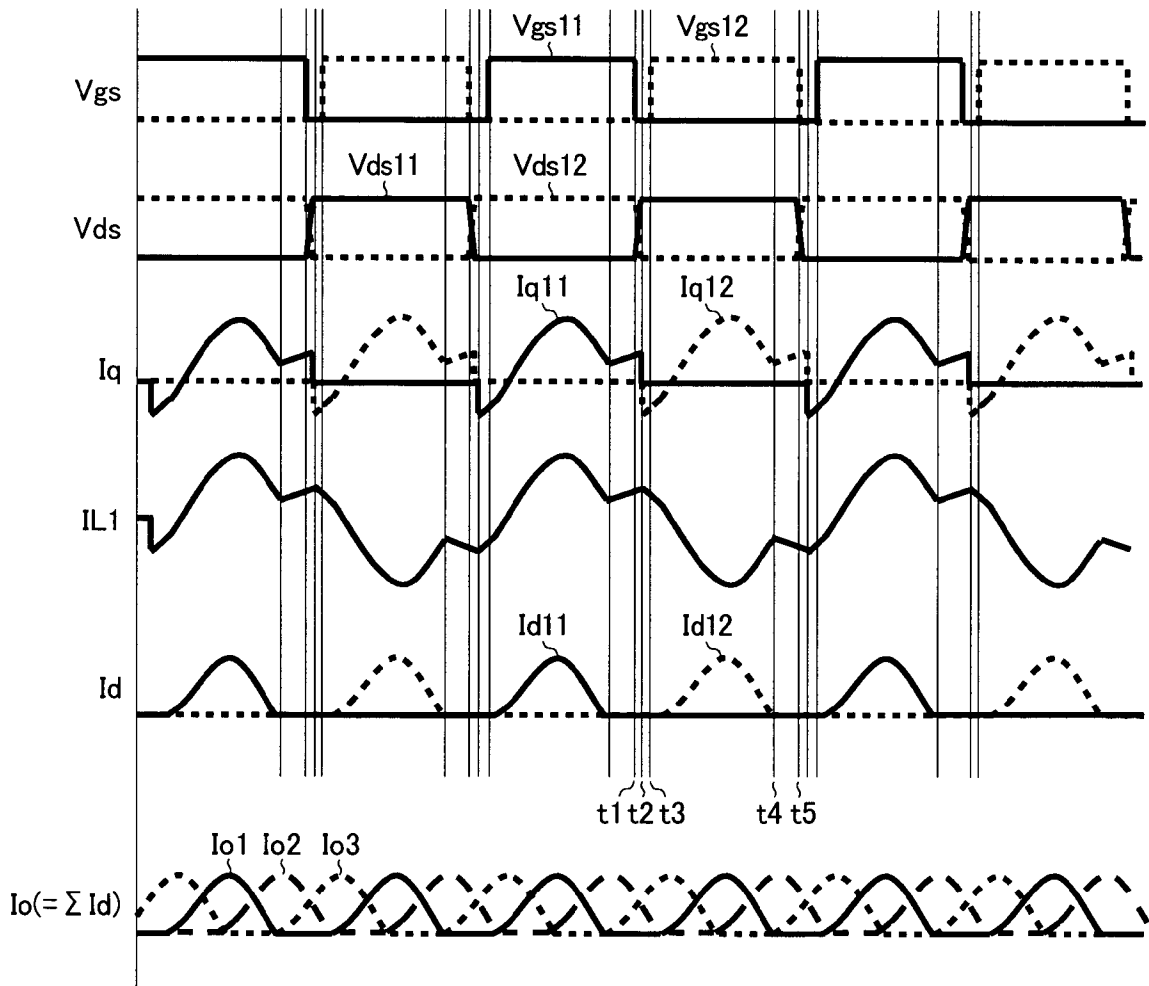 Vgs11 Vgs12
Vgs
Vds11 Vds12
Vds
Iq11 Iq12
Iq
IL1
Id11 Id12
Id
t1 t2 t3 t4 t5
Io1 Io2 Io3
Io(=ΣId)